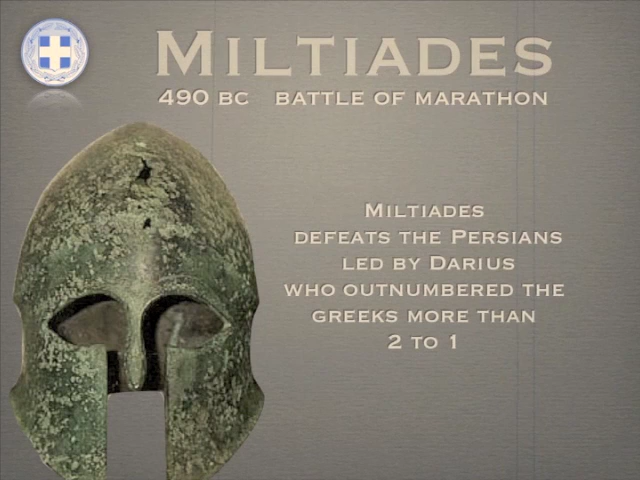 MILTIADES
490 BC BATTLE OF MARATHON
MILTIADES
DEFEATS THE PERSIANS
LED BY DARIUS
WHO OUTNUMBERED THE
GREEKS MORE THAN
2 TO 1